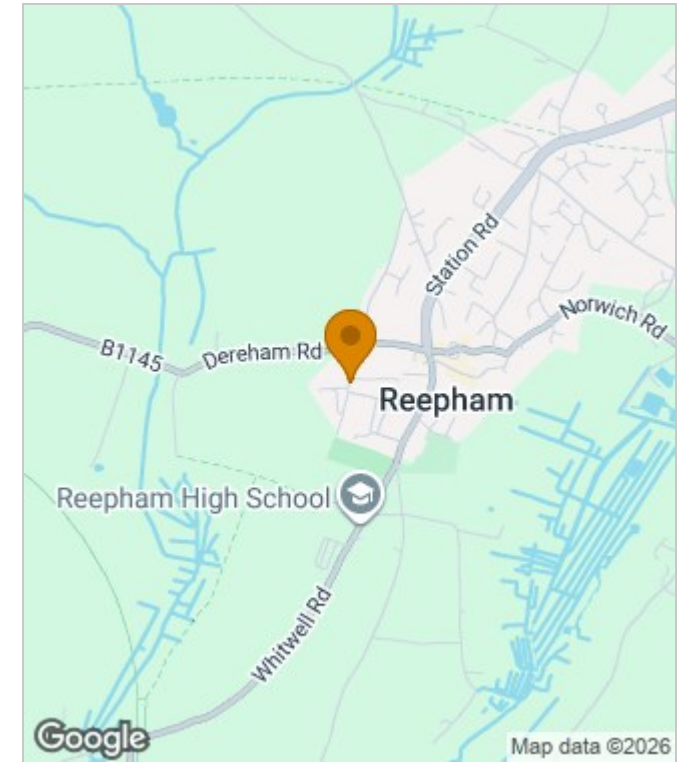 Station Rd
Norwich Rd
B1145
Dereham Rd
Reepham
Reepham High School
Whitwell Rd
Google
Map data ©2026